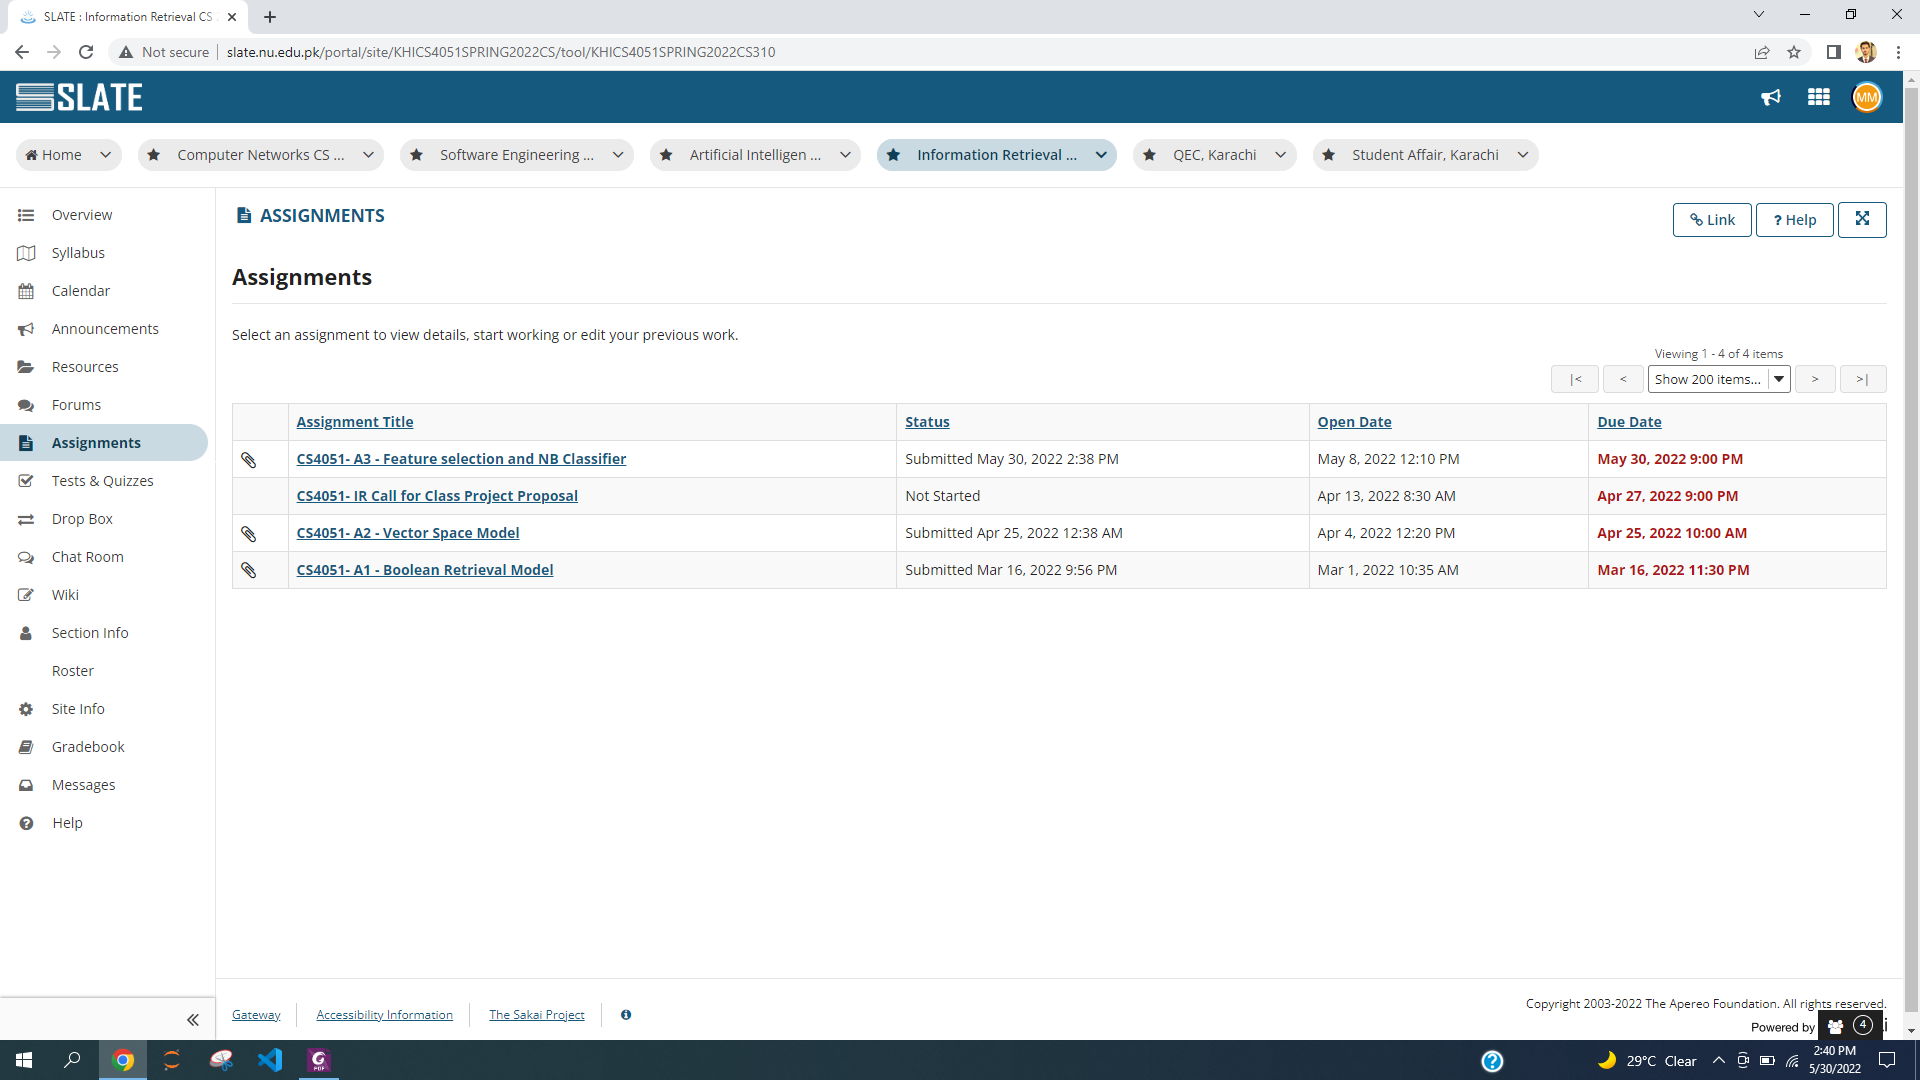 SLATE : Information Retrieval CS
Not secure
slate.nu.edu.pk/portal/site/KHICS4051SPRING2022CS/tool/KHICS4051SPRING2022CS310
SLATE
MM
Home
Computer Networks CS ...
Software Engineering ...
Artificial Intelligen ...
Information Retrieval ...
QEC, Karachi
Student Affair, Karachi
Overview
Syllabus
Calendar
Announcements
Resources
Forums
Assignments
Tests & Quizzes
Drop Box
Chat Room
Wiki
Section Info
Roster
Site Info
Gradebook
Messages
Help
ASSIGNMENTS
Link
? Help
Assignments
Select an assignment to view details, start working or edit your previous work.
Viewing 1 - 4 of 4 items
|< < Show 200 items... > >|
Assignment Title Status Open Date Due Date
CS4051- A3 - Feature selection and NB Classifier Submitted May 30, 2022 2:38 PM May 8, 2022 12:10 PM May 30, 2022 9:00 PM
CS4051- IR Call for Class Project Proposal Not Started Apr 13, 2022 8:30 AM Apr 27, 2022 9:00 PM
CS4051- A2 - Vector Space Model Submitted Apr 25, 2022 12:38 AM Apr 4, 2022 12:20 PM Apr 25, 2022 10:00 AM
CS4051- A1 - Boolean Retrieval Model Submitted Mar 16, 2022 9:56 PM Mar 1, 2022 10:35 AM Mar 16, 2022 11:30 PM
Gateway
Accessibility Information
The Sakai Project
Copyright 2003-2022 The Apereo Foundation. All rights reserved.
Powered by
4
29°C Clear
2:40 PM
5/30/2022